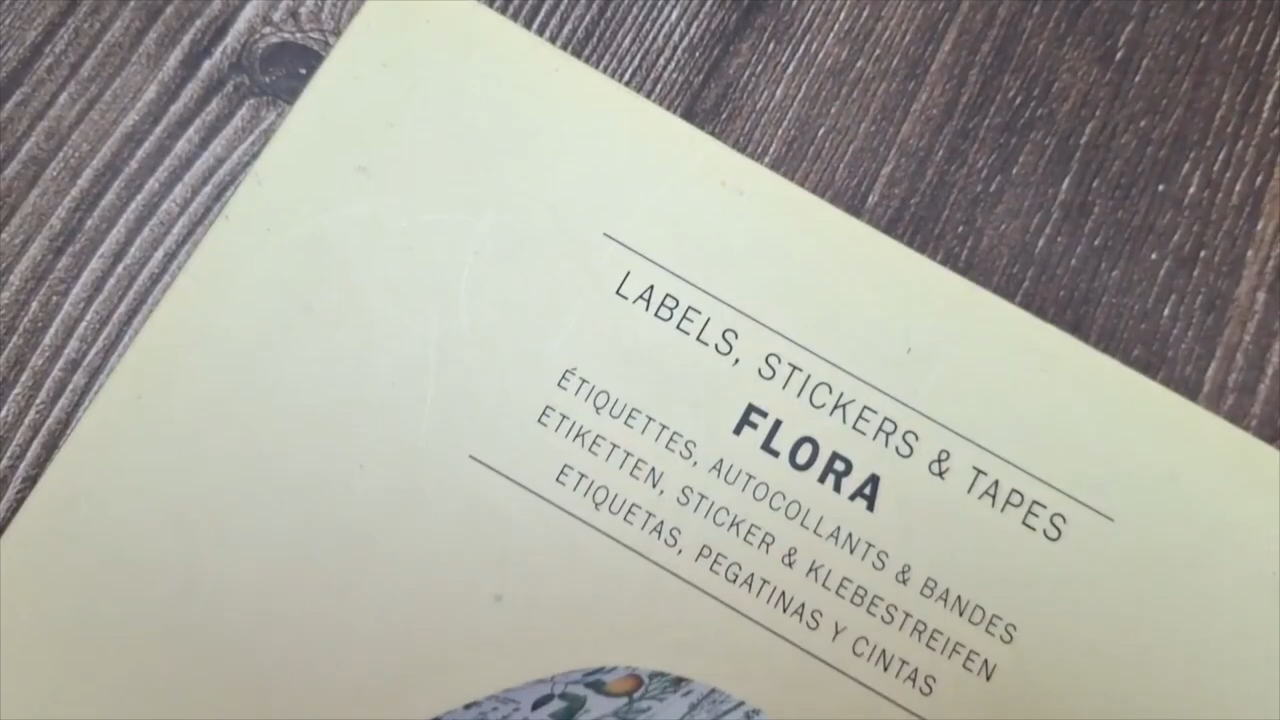 LABELS, STICKERS & TAPES
FLORA
ÉTIQUETTES, AUTOCOLLANTS & BANDES
ETIKETTEN, STICKER & KLEBESTREIFEN
ETIQUETAS, PEGATINAS Y CINTAS